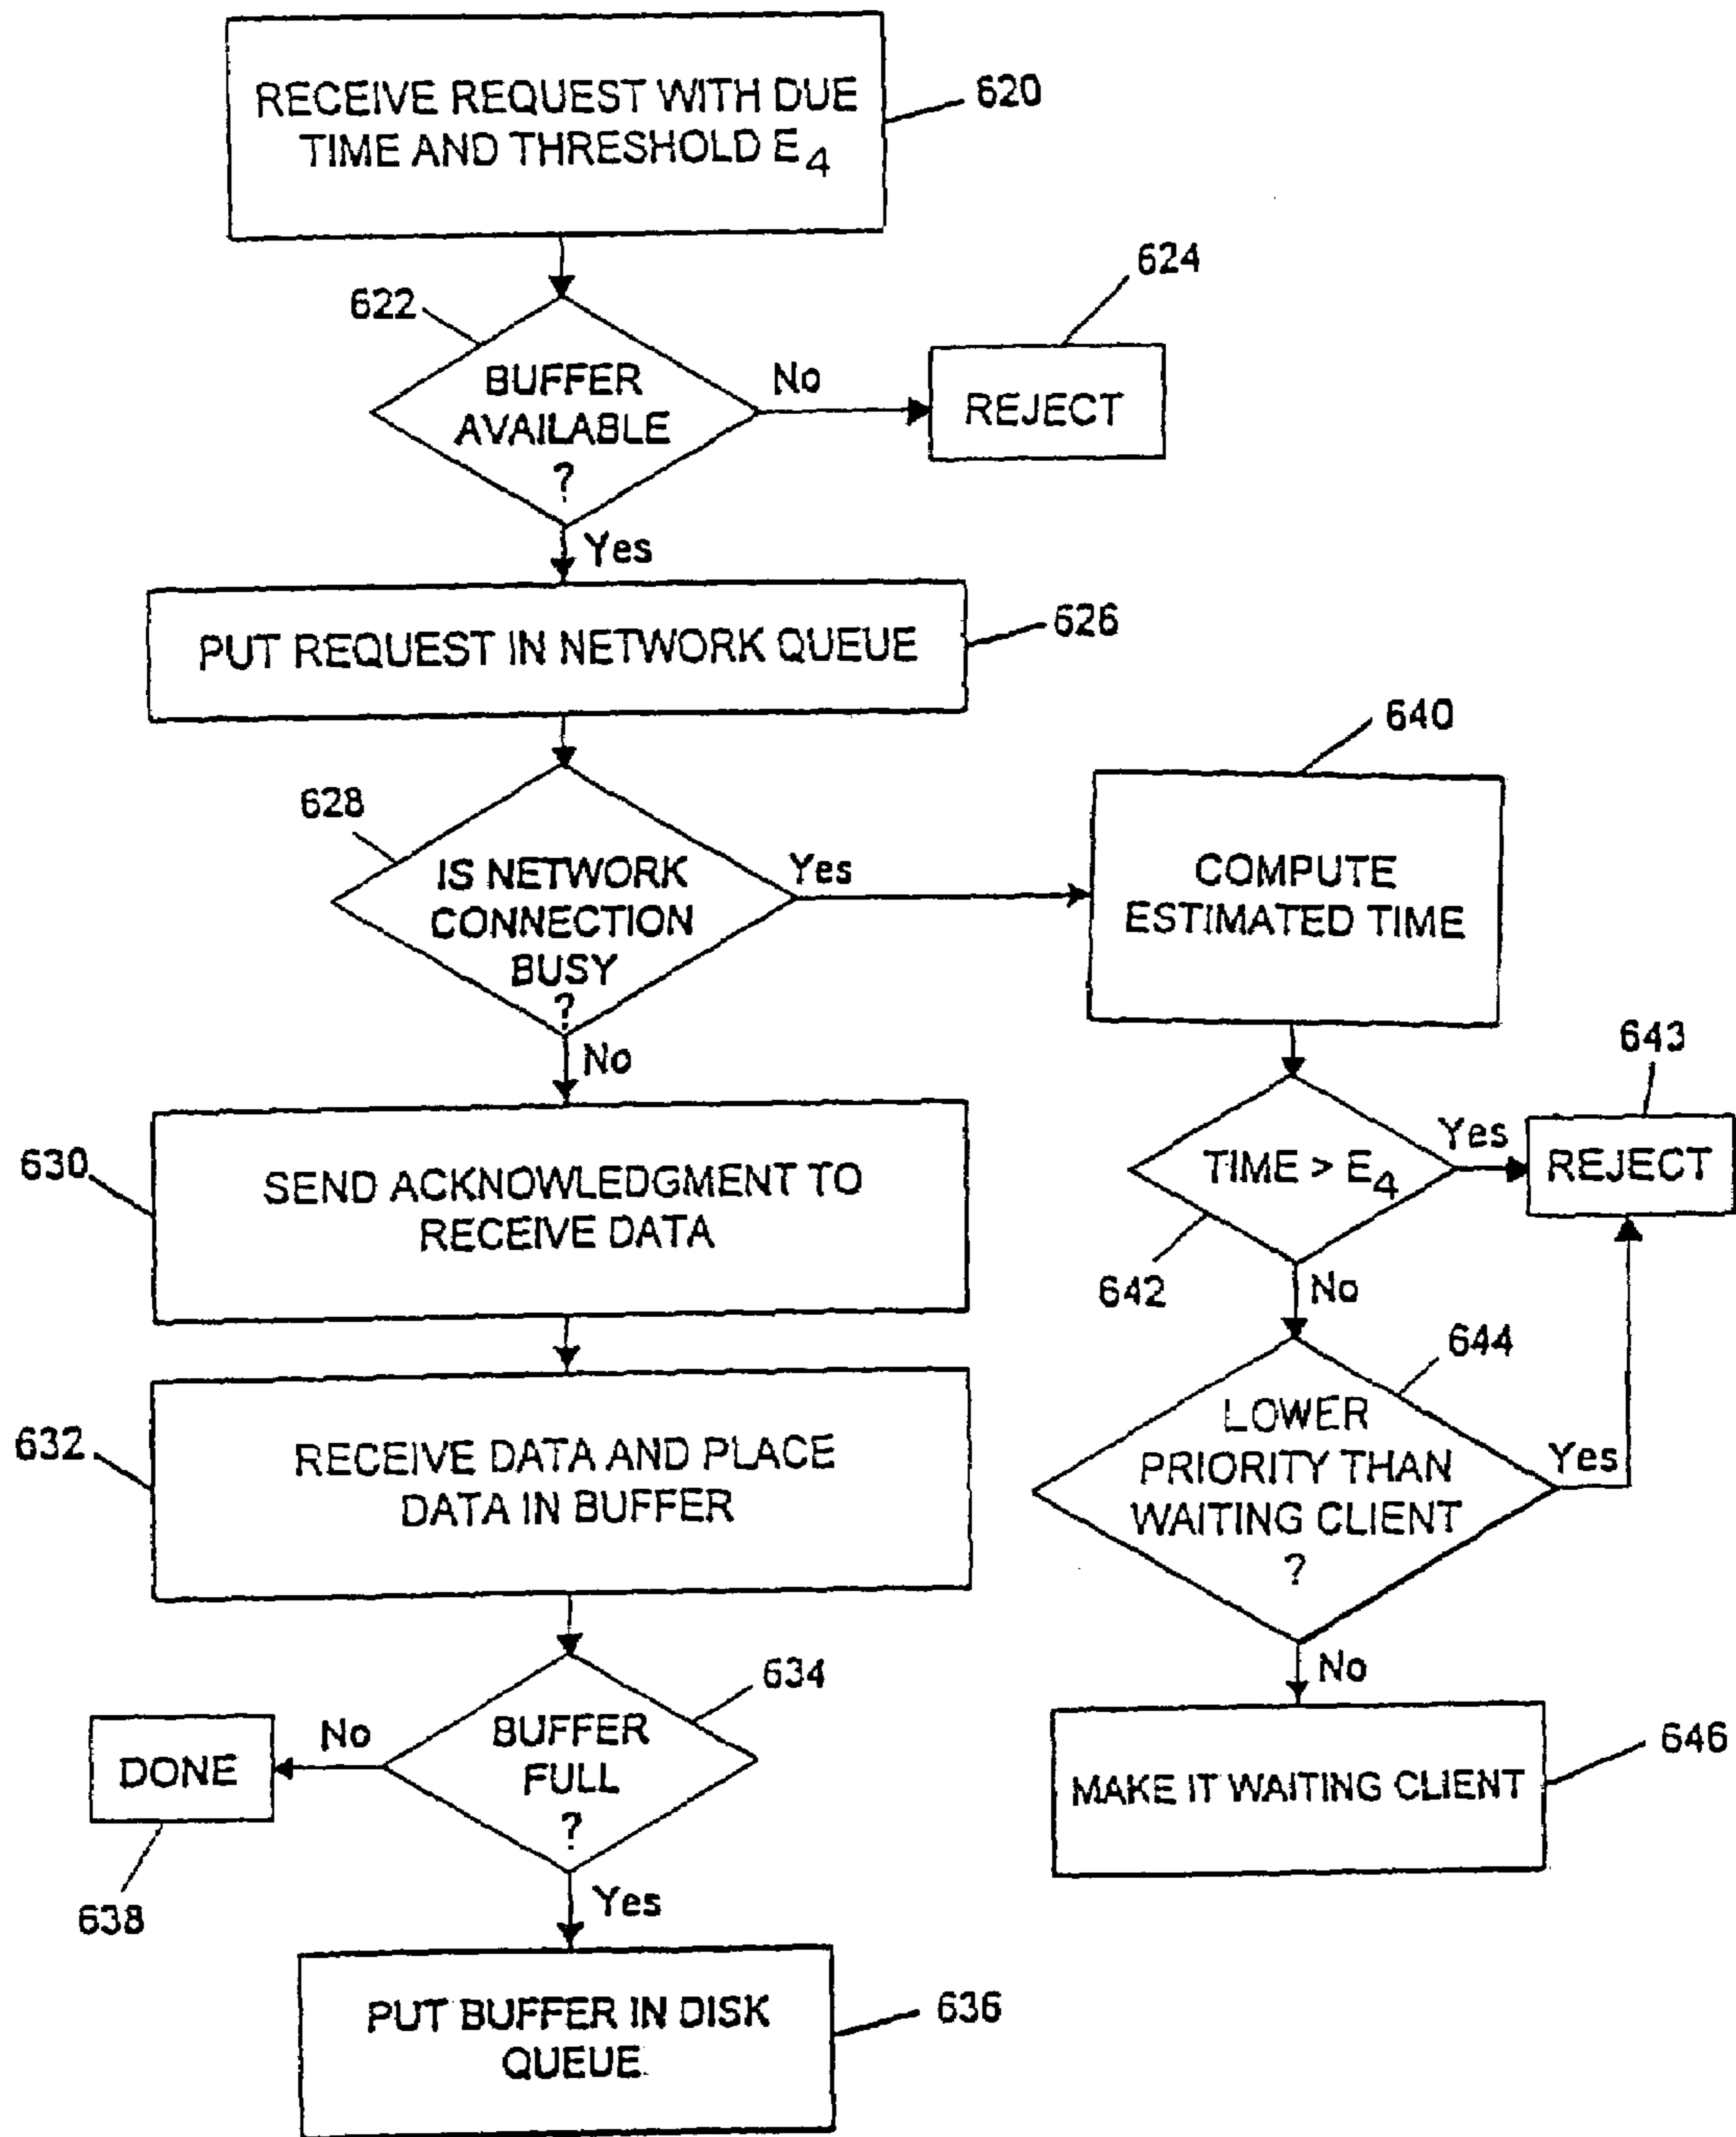 RECEIVE REQUEST WITH DUE
TIME AND THRESHOLD E4
620
622
BUFFER
AVAILABLE
?
No
624
REJECT
Yes
PUT REQUEST IN NETWORK QUEUE
626
628
IS NETWORK
CONNECTION
BUSY
?
Yes
640
COMPUTE
ESTIMATED TIME
No
630
SEND ACKNOWLEDGMENT TO
RECEIVE DATA
TIME > E4
642
Yes
643
REJECT
No
632
RECEIVE DATA AND PLACE
DATA IN BUFFER
644
LOWER
PRIORITY THAN
WAITING CLIENT
?
Yes
No
634
BUFFER
FULL
?
No
DONE
638
646
MAKE IT WAITING CLIENT
Yes
PUT BUFFER IN DISK
QUEUE.
636